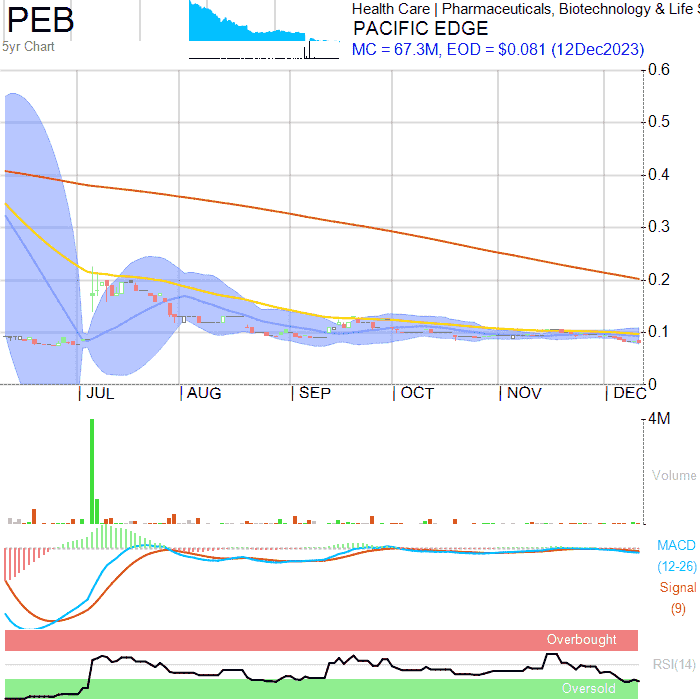 PEB
Health Care | Pharmaceuticals, Biotechnology & Life S
PACIFIC EDGE
5yr Chart
MC = 67.3M, EOD = $0.081 (12Dec2023)
0.6
0.5
0.4
0.3
0.2
0.1
0
JUL AUG SEP OCT NOV DEC
4M
Volume
MACD
(12-26)
Signal
(9)
Overbought
RSI(14)
Oversold